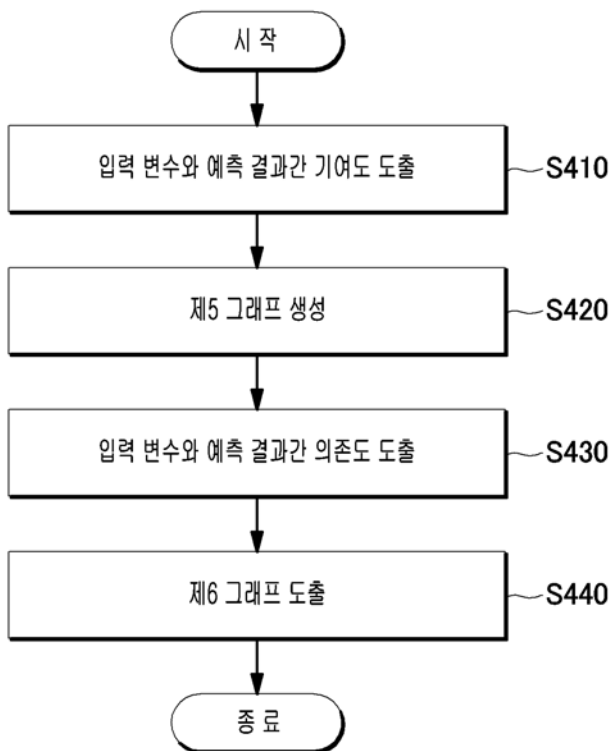 시 작
입력 변수와 예측 결과간 기여도 도출
S410
제5 그래프 생성
S420
입력 변수와 예측 결과간 의존도 도출
S430
제6 그래프 도출
S440
종 료